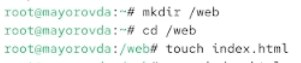 root@mayorovda:~# mkdir /web
root@mayorovda:~# cd /web
root@mayorovda:/web# touch index.html